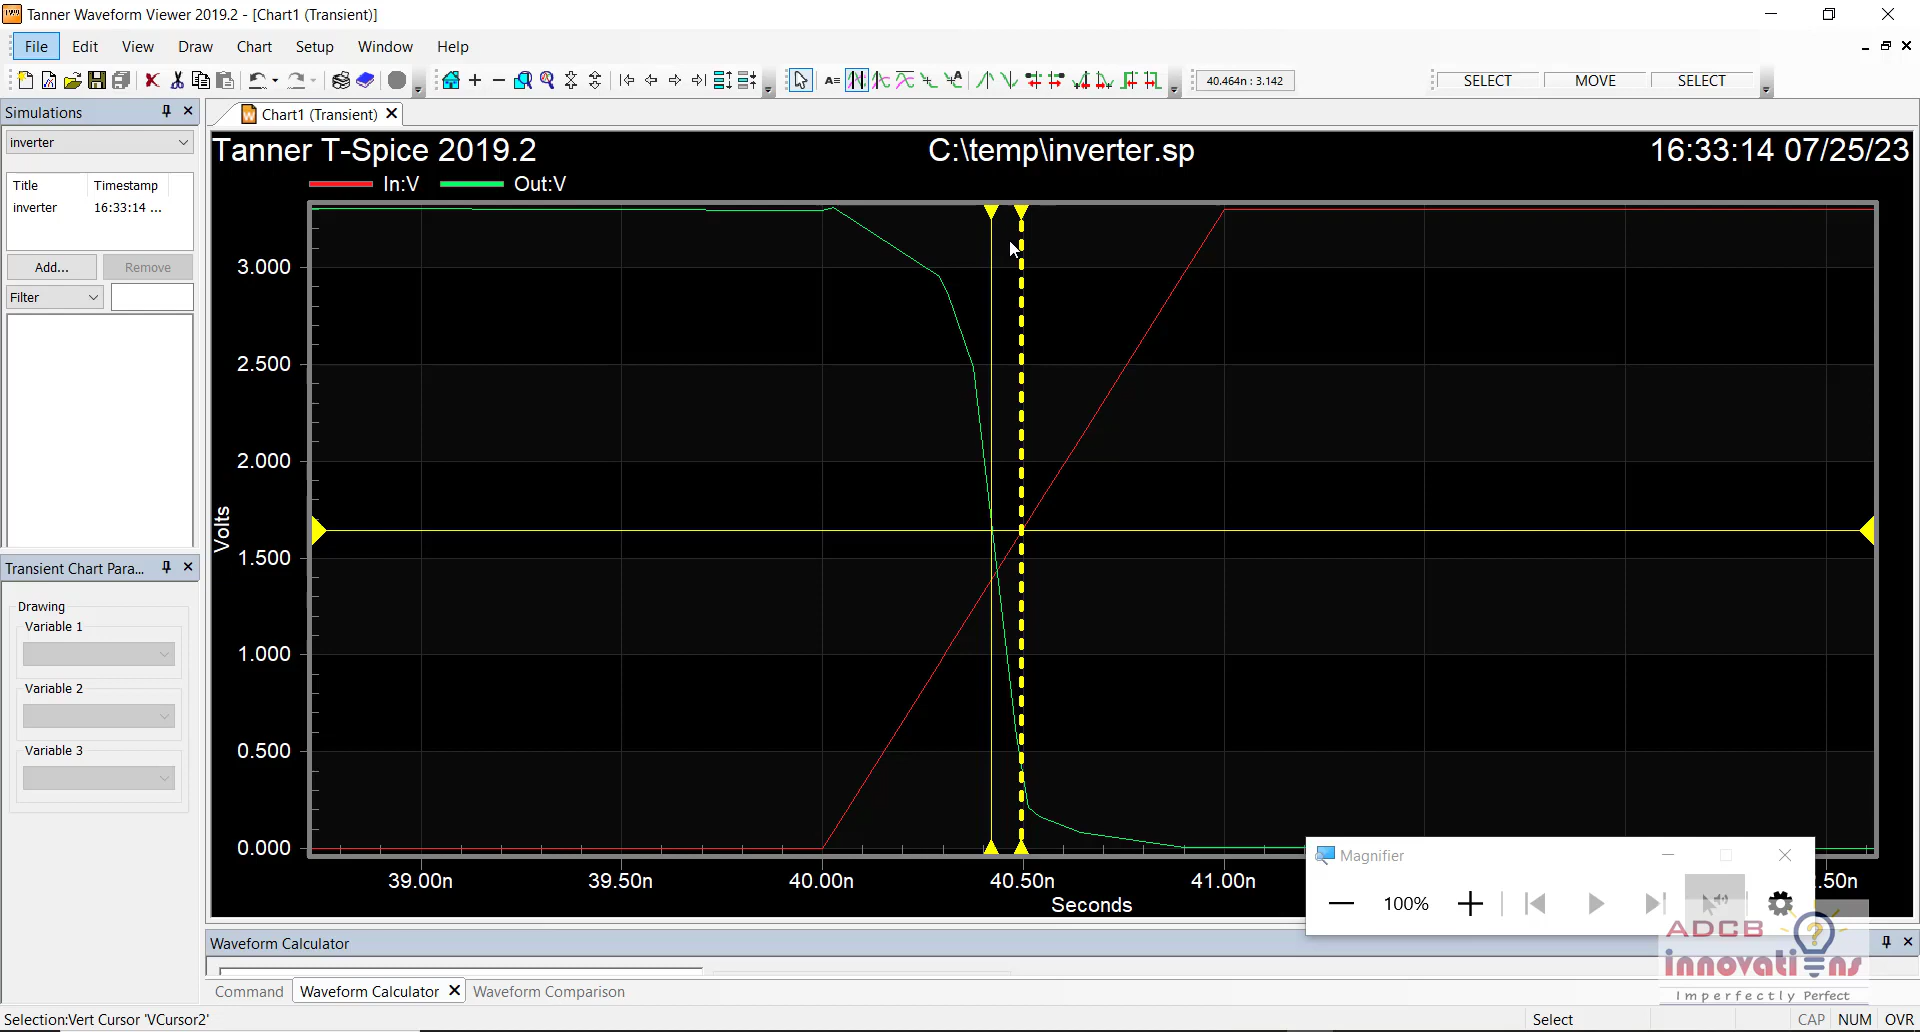 Tanner Waveform Viewer 2019.2 - [Chart1 (Transient)]
File Edit View Draw Chart Setup Window Help
A≡
40.464n : 3.142
SELECT MOVE SELECT
Simulations
inverter
Title Timestamp
inverter 16:33:14 ...
Add... Remove
Filter
Transient Chart Para...
Drawing
Variable 1
Variable 2
Variable 3
Chart1 (Transient)
Tanner T-Spice 2019.2 C:\temp\inverter.sp 16:33:14 07/25/23
In:V Out:V
3.000
2.500
2.000
1.500
1.000
0.500
0.000
Volts
39.00n 39.50n 40.00n 40.50n 41.00n .50n
Seconds
Magnifier
100%
ADCB
innovations
Imperfectly Perfect
Waveform Calculator
Command Waveform Calculator Waveform Comparison
Selection:Vert Cursor 'VCursor2' Select CAP NUM OVR